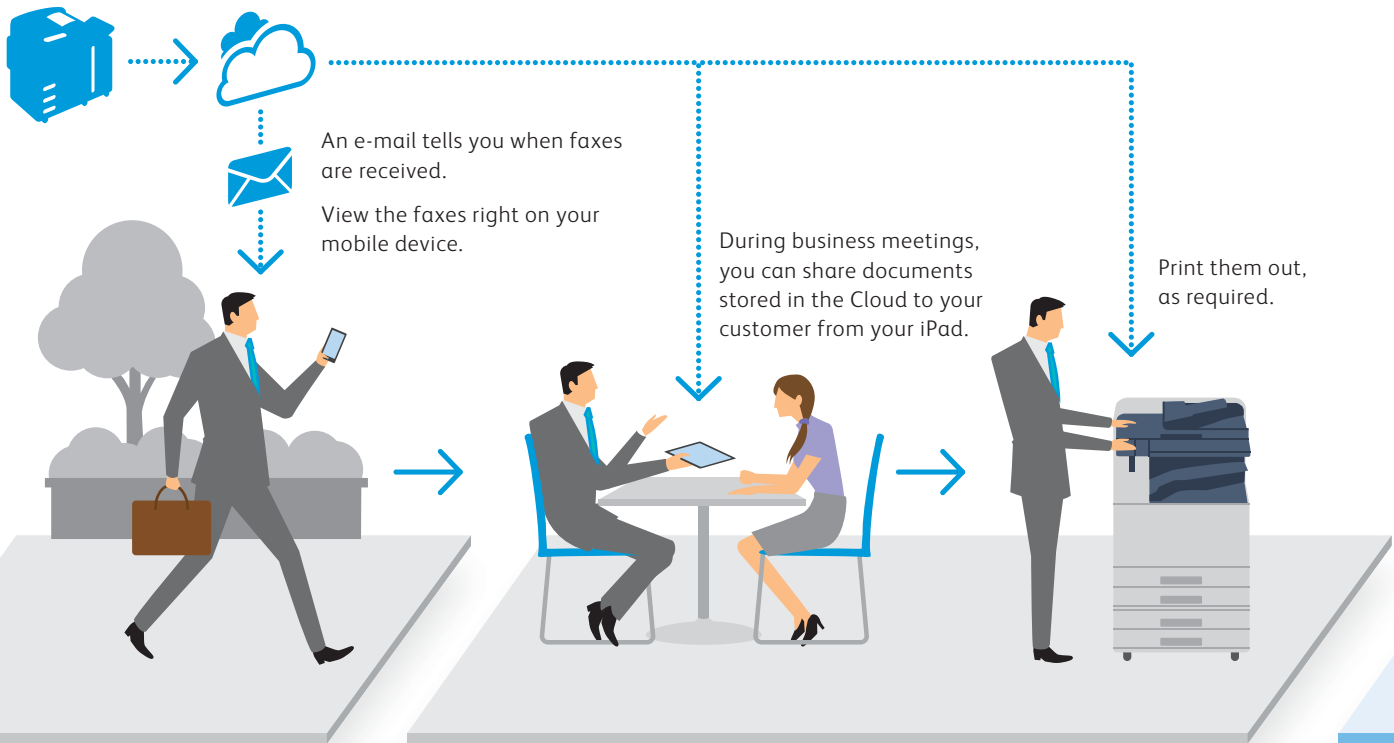 An e-mail tells you when faxes
are received.
View the faxes right on your
mobile device.
During business meetings,
you can share documents
stored in the Cloud to your
customer from your iPad.
Print them out,
as required.